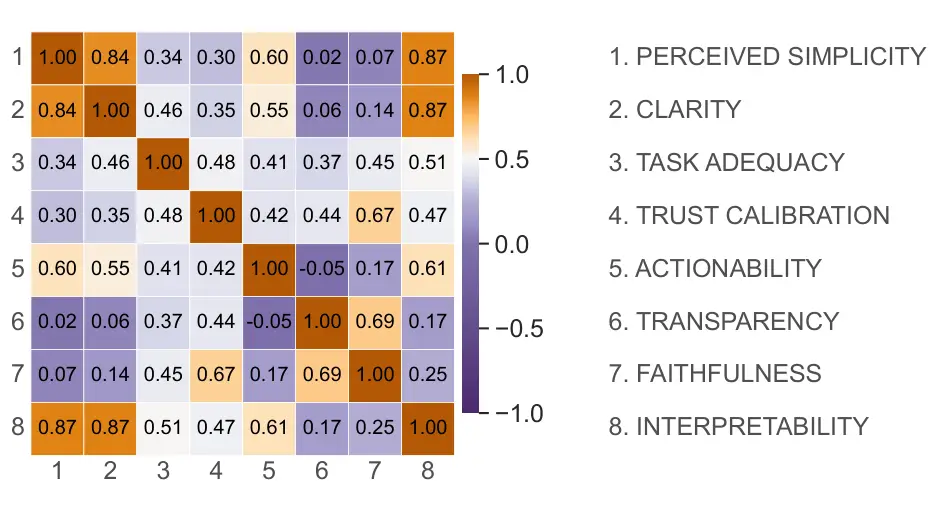 1 1.00 0.84 0.34 0.30 0.60 0.02 0.07 0.87
2 0.84 1.00 0.46 0.35 0.55 0.06 0.14 0.87
3 0.34 0.46 1.00 0.48 0.41 0.37 0.45 0.51
4 0.30 0.35 0.48 1.00 0.42 0.44 0.67 0.47
5 0.60 0.55 0.41 0.42 1.00 -0.05 0.17 0.61
6 0.02 0.06 0.37 0.44 -0.05 1.00 0.69 0.17
7 0.07 0.14 0.45 0.67 0.17 0.69 1.00 0.25
8 0.87 0.87 0.51 0.47 0.61 0.17 0.25 1.00
1 2 3 4 5 6 7 8
1.0
0.5
0.0
−0.5
−1.0
1. PERCEIVED SIMPLICITY
2. CLARITY
3. TASK ADEQUACY
4. TRUST CALIBRATION
5. ACTIONABILITY
6. TRANSPARENCY
7. FAITHFULNESS
8. INTERPRETABILITY